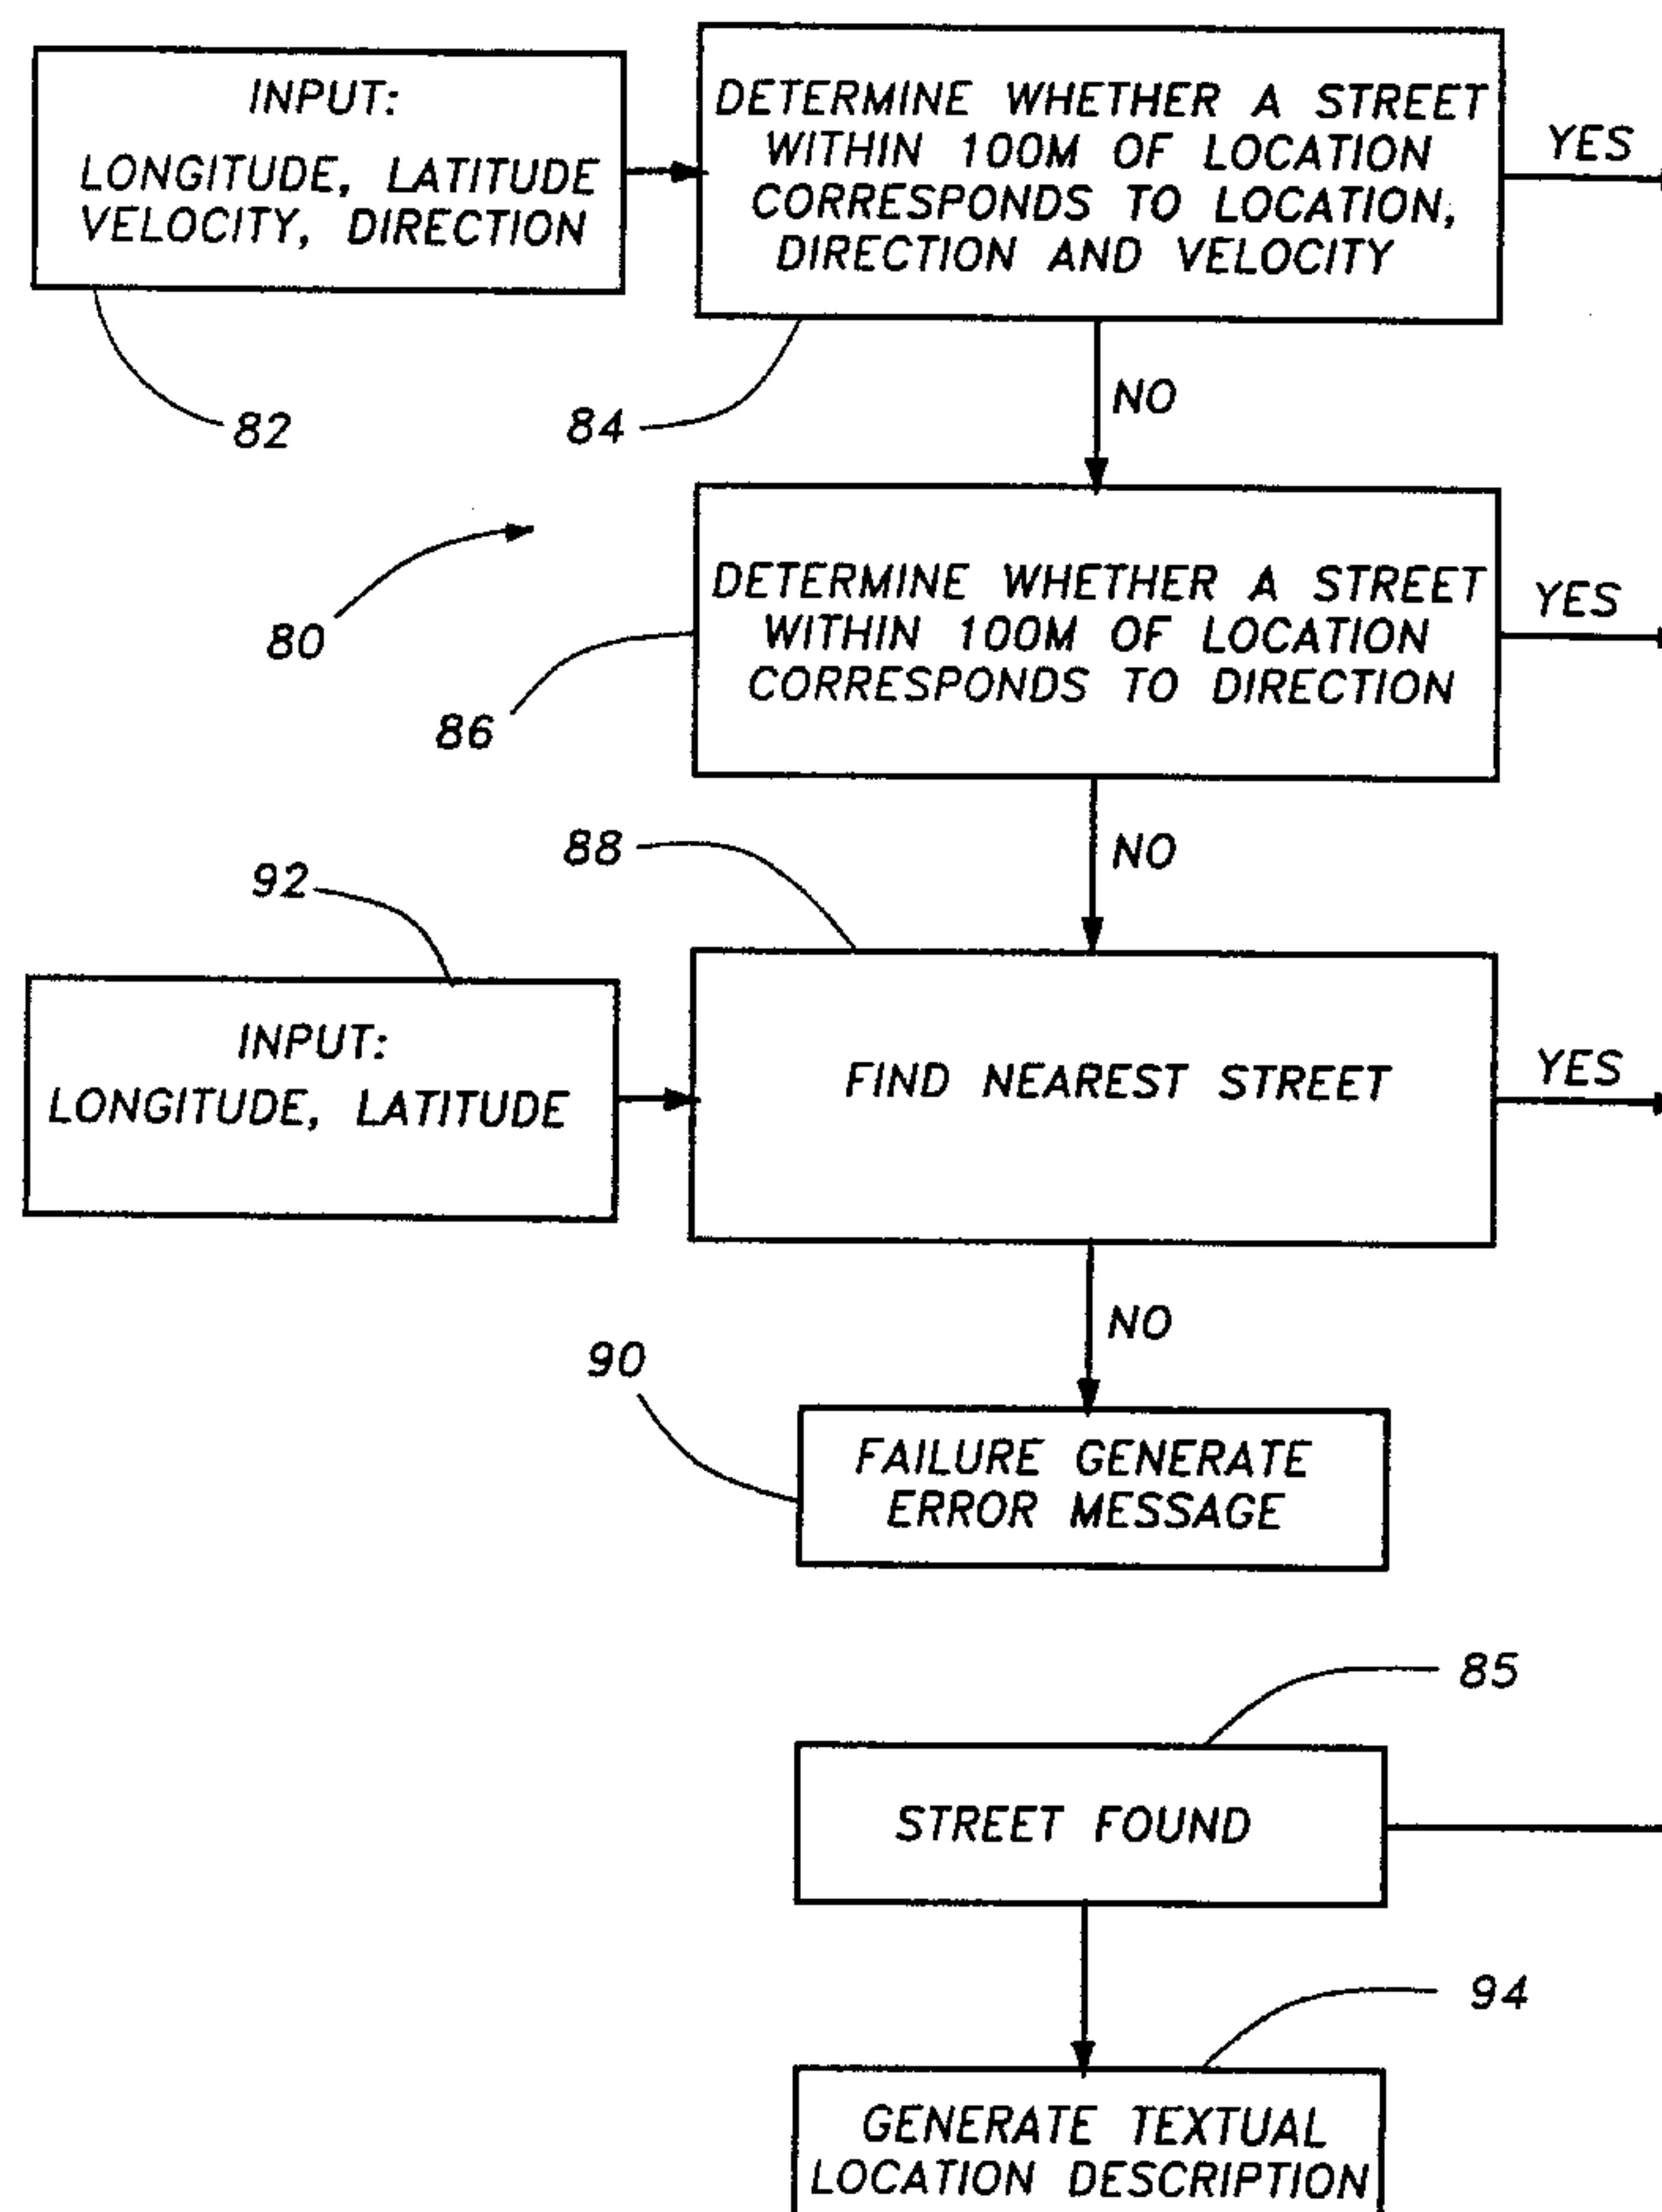 INPUT:
LONGITUDE, LATITUDE
VELOCITY, DIRECTION
DETERMINE WHETHER A STREET
WITHIN 100M OF LOCATION
CORRESPONDS TO LOCATION,
DIRECTION AND VELOCITY
YES
82
84
NO
80
DETERMINE WHETHER A STREET
WITHIN 100M OF LOCATION
CORRESPONDS TO DIRECTION
YES
86
88
NO
92
INPUT:
LONGITUDE, LATITUDE
FIND NEAREST STREET
YES
NO
90
FAILURE GENERATE
ERROR MESSAGE
85
STREET FOUND
94
GENERATE TEXTUAL
LOCATION DESCRIPTION